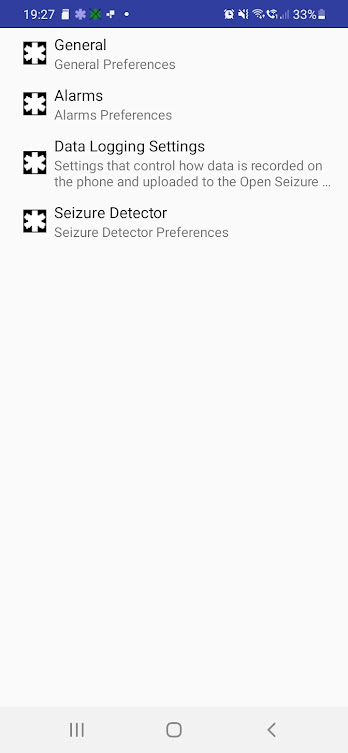 19:27
33%
General
General Preferences
Alarms
Alarms Preferences
Data Logging Settings
Settings that control how data is recorded on
the phone and uploaded to the Open Seizure ...
Seizure Detector
Seizure Detector Preferences